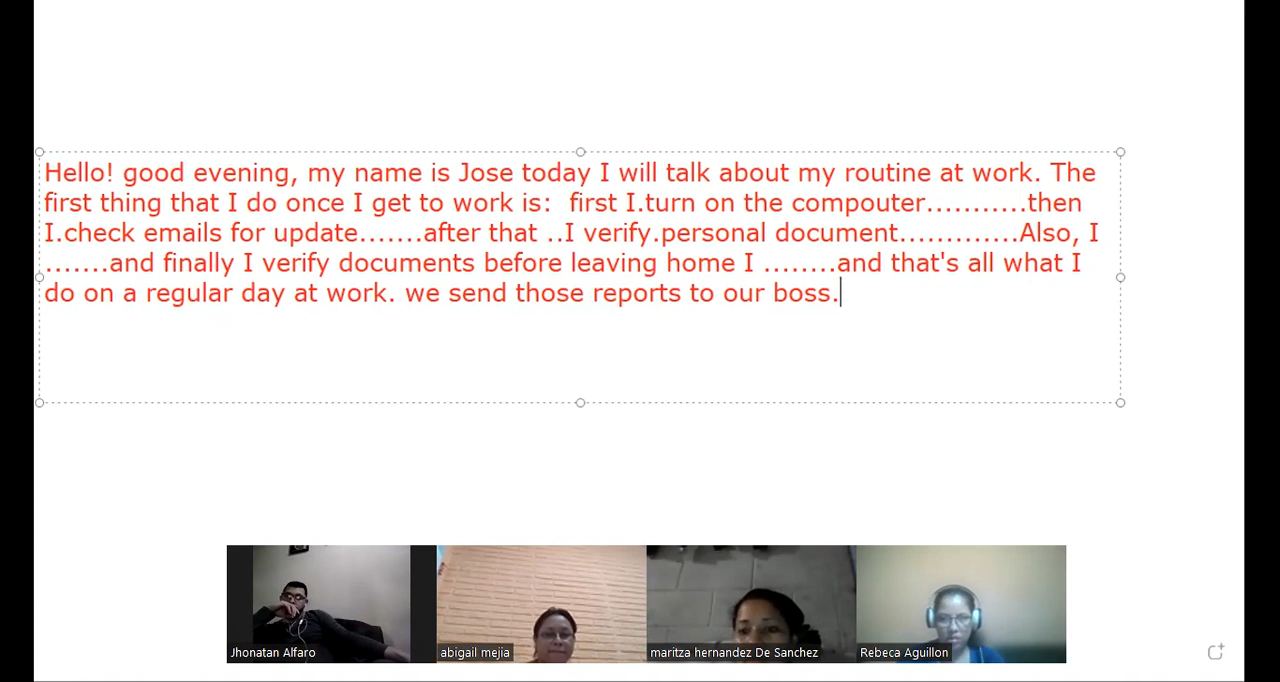 Hello! good evening, my name is Jose today I will talk about my routine at work. The
first thing that I do once I get to work is:  first I.turn on the compouter...........then
I.check emails for update.......after that ..I verify.personal document.............Also, I
.......and finally I verify documents before leaving home I ........and that's all what I
do on a regular day at work. we send those reports to our boss.
Jhonatan Alfaro
abigail mejia
maritza hernandez De Sanchez
Rebeca Aguillon